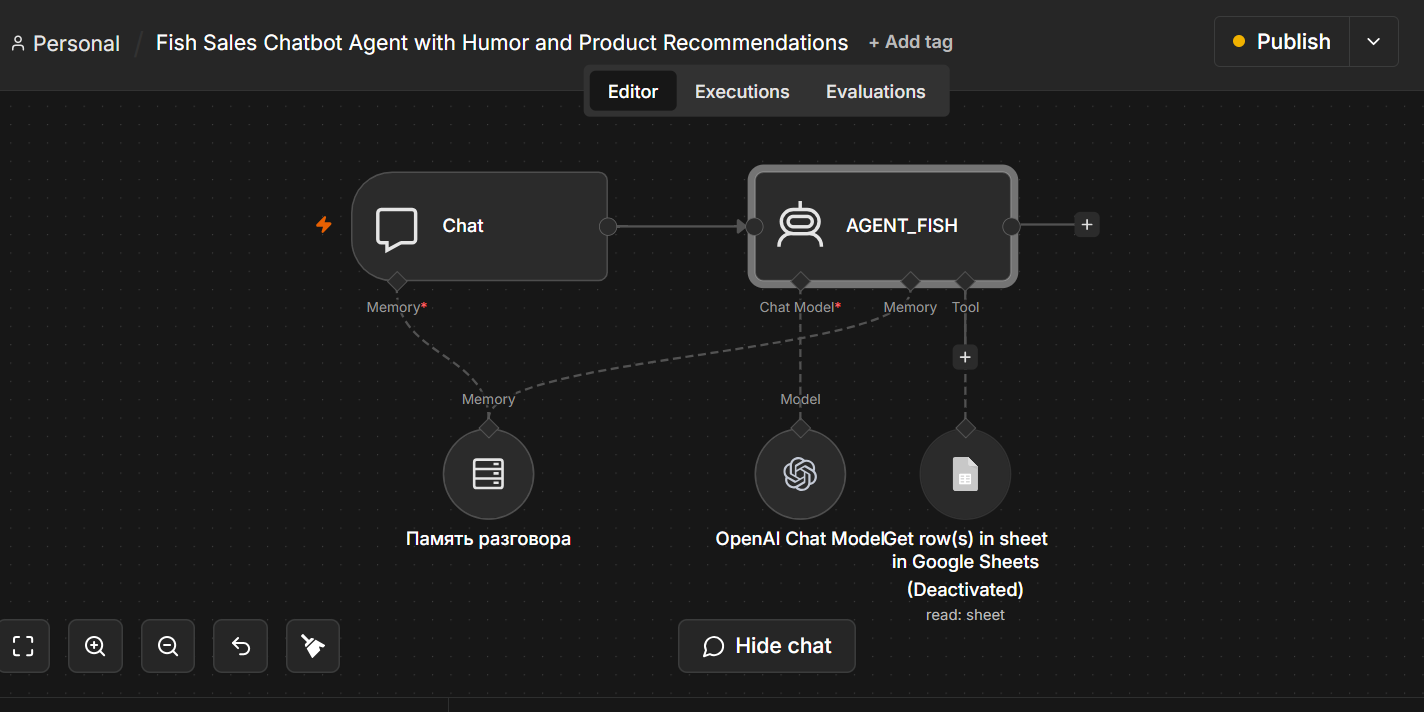 Personal / Fish Sales Chatbot Agent with Humor and Product Recommendations + Add tag
Publish
Editor Executions Evaluations
Chat
AGENT_FISH
+
Memory*
Chat Model* Memory Tool
+
Memory
Model
Память разговора
OpenAI Chat Model
Get row(s) in sheet
in Google Sheets
(Deactivated)
read: sheet
Hide chat